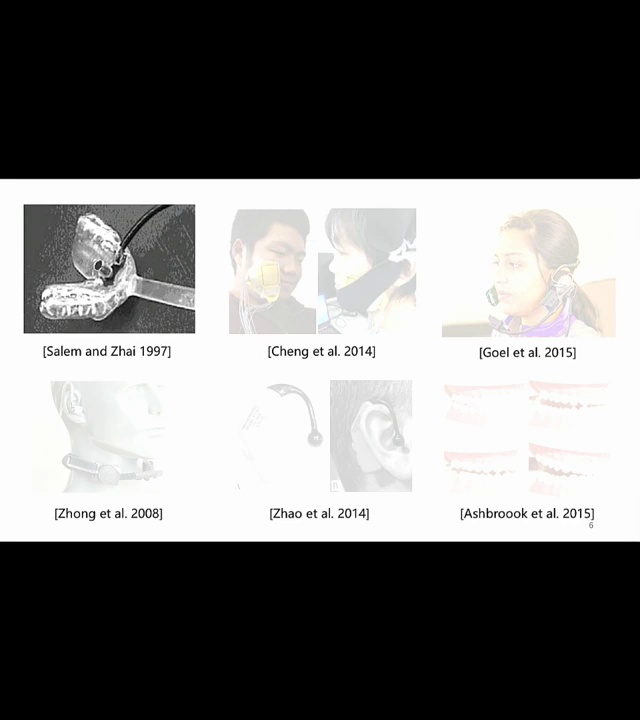 [Salem and Zhai 1997]
[Cheng et al. 2014]
[Goel et al. 2015]
[Zhong et al. 2008]
[Zhao et al. 2014]
[Ashbroook et al. 2015]
6